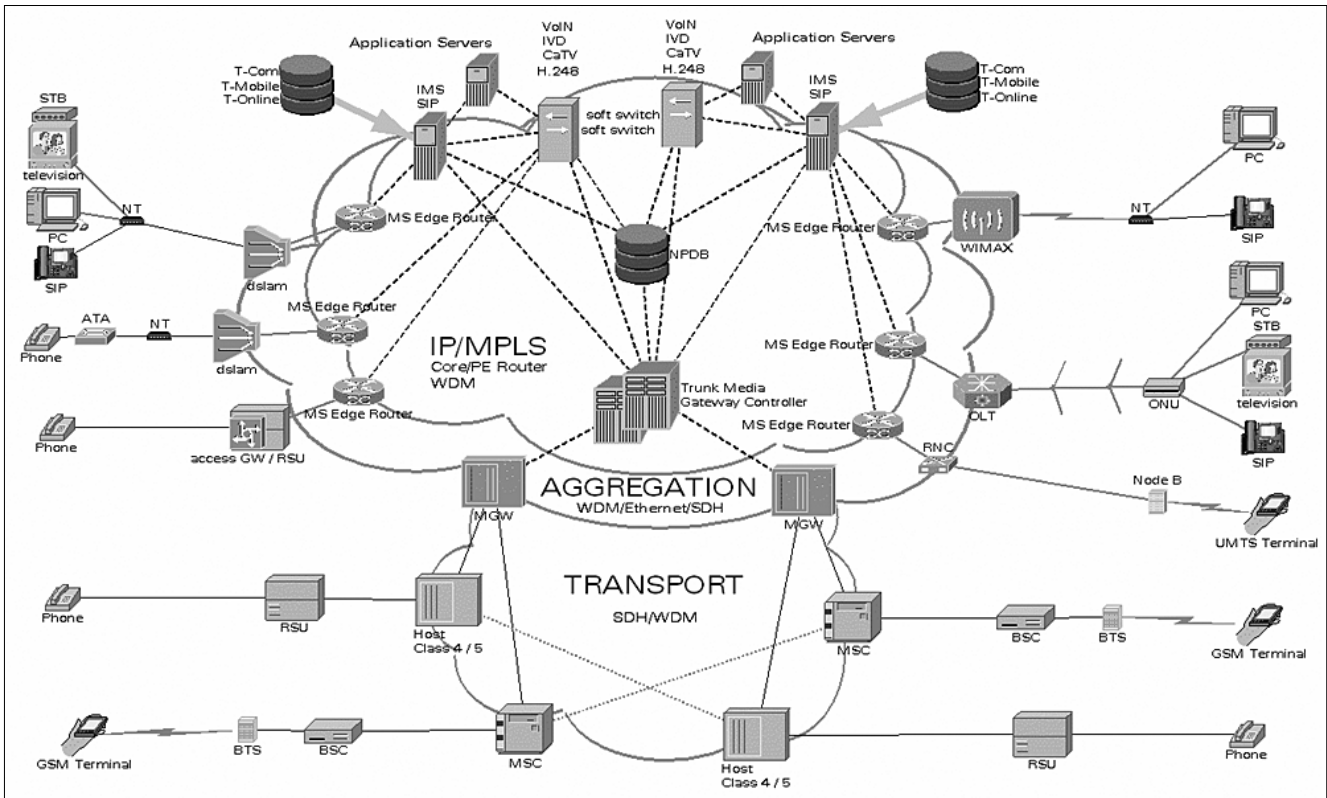 Application Servers
VoIN
IVD
CaTV
H.248
VoIN
IVD
CaTV
H.248
Application Servers
T-Com
T-Mobile
T-Online
IMS
SIP
soft switch
soft switch
IMS
SIP
T-Com
T-Mobile
T-Online
STB
television
NT
PC
SIP
dslam
MS Edge Router
NPDB
MS Edge Router
WIMAX
NT
PC
SIP
Phone
ATA
NT
dslam
MS Edge Router
IP/MPLS
Core/PE Router
WDM
Trunk Media
Gateway Controller
MS Edge Router
OLT
ONU
PC
STB
television
SIP
Phone
access GW / RSU
MS Edge Router
MS Edge Router
RNC
Node B
UMTS Terminal
MGW
AGGREGATION
WDM/Ethernet/SDH
MGW
TRANSPORT
SDH/WDM
Phone
RSU
Host
Class 4 / 5
MSC
BSC
BTS
GSM Terminal
GSM Terminal
BTS
BSC
MSC
Host
Class 4 / 5
RSU
Phone